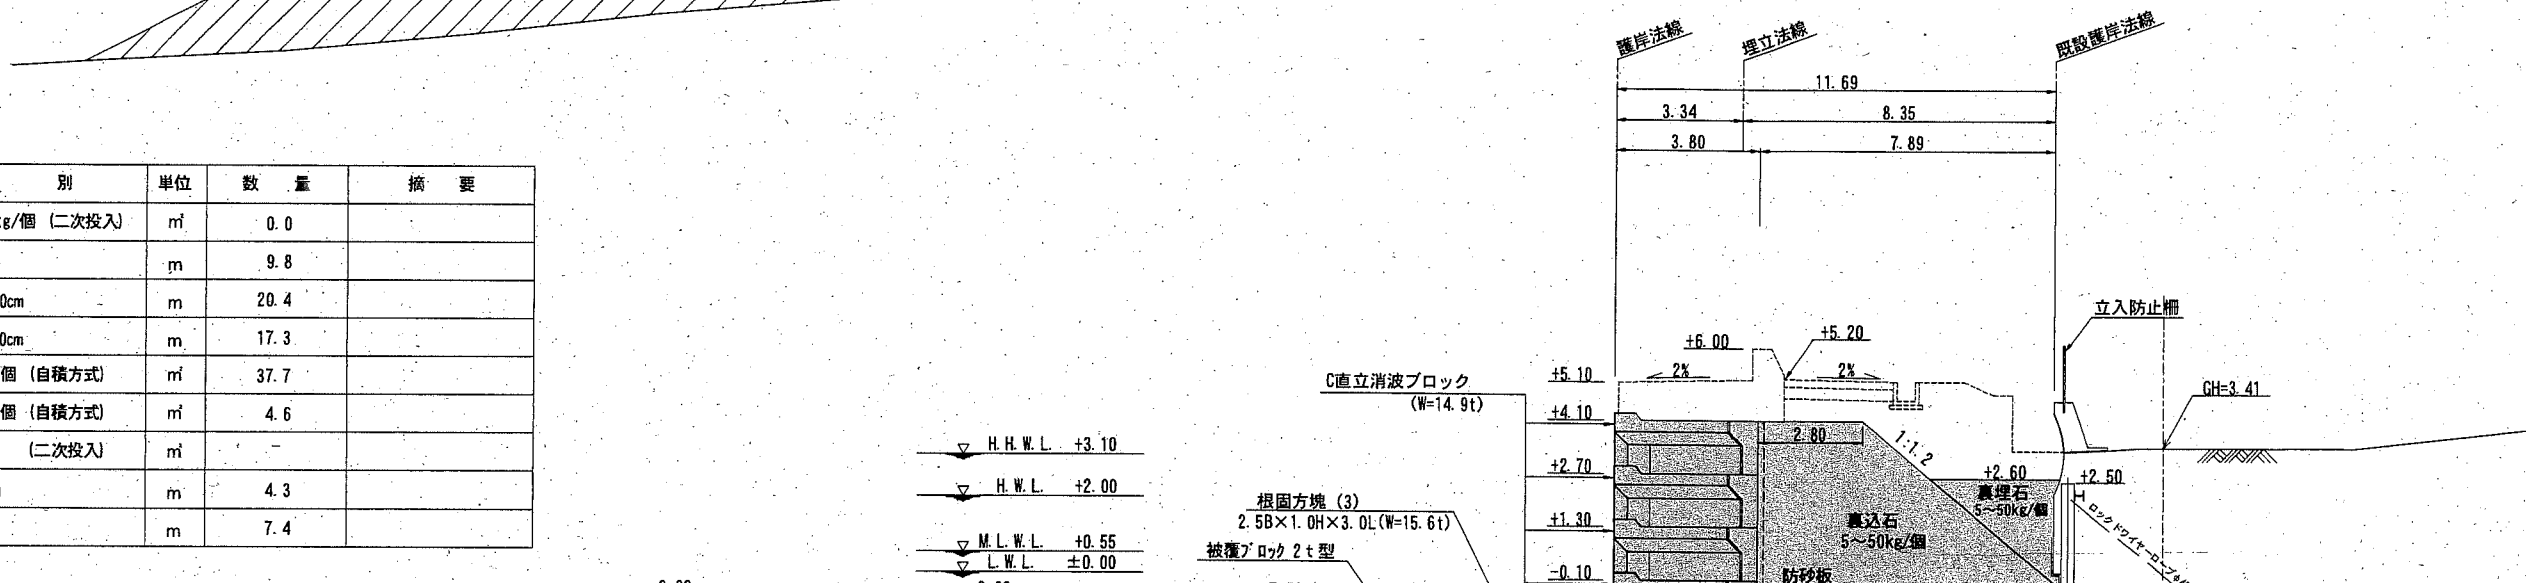 別 単位 数 量 摘 要
kg/個 (二次投入) ㎥ 0.0
m 9.8
0cm m 20.4
0cm m 17.3
個 (自積方式) ㎥ 37.7
個 (自積方式) ㎥ 4.6
(二次投入) ㎥ -
m 4.3
m 7.4
護岸法線
埋立法線
既設護岸法線
11.69
3.34
8.35
3.80
7.89
+6.00
+5.20
2%
2%
立入防止柵
GH=3.41
C直立消波ブロック
(W=14.9t)
+5.10
+4.10
+2.70
+1.30
-0.10
2.80
1:1.2
+2.60
+2.50
裏埋石
5~50kg/個
裏込石
5~50kg/個
防砂板
H.H.W.L. +3.10
H.W.L. +2.00
M.L.W.L. +0.55
L.W.L. ±0.00
根固方塊 (3)
2.5B×1.0H×3.0L(W=15.6t)
被覆ブロック 2t型